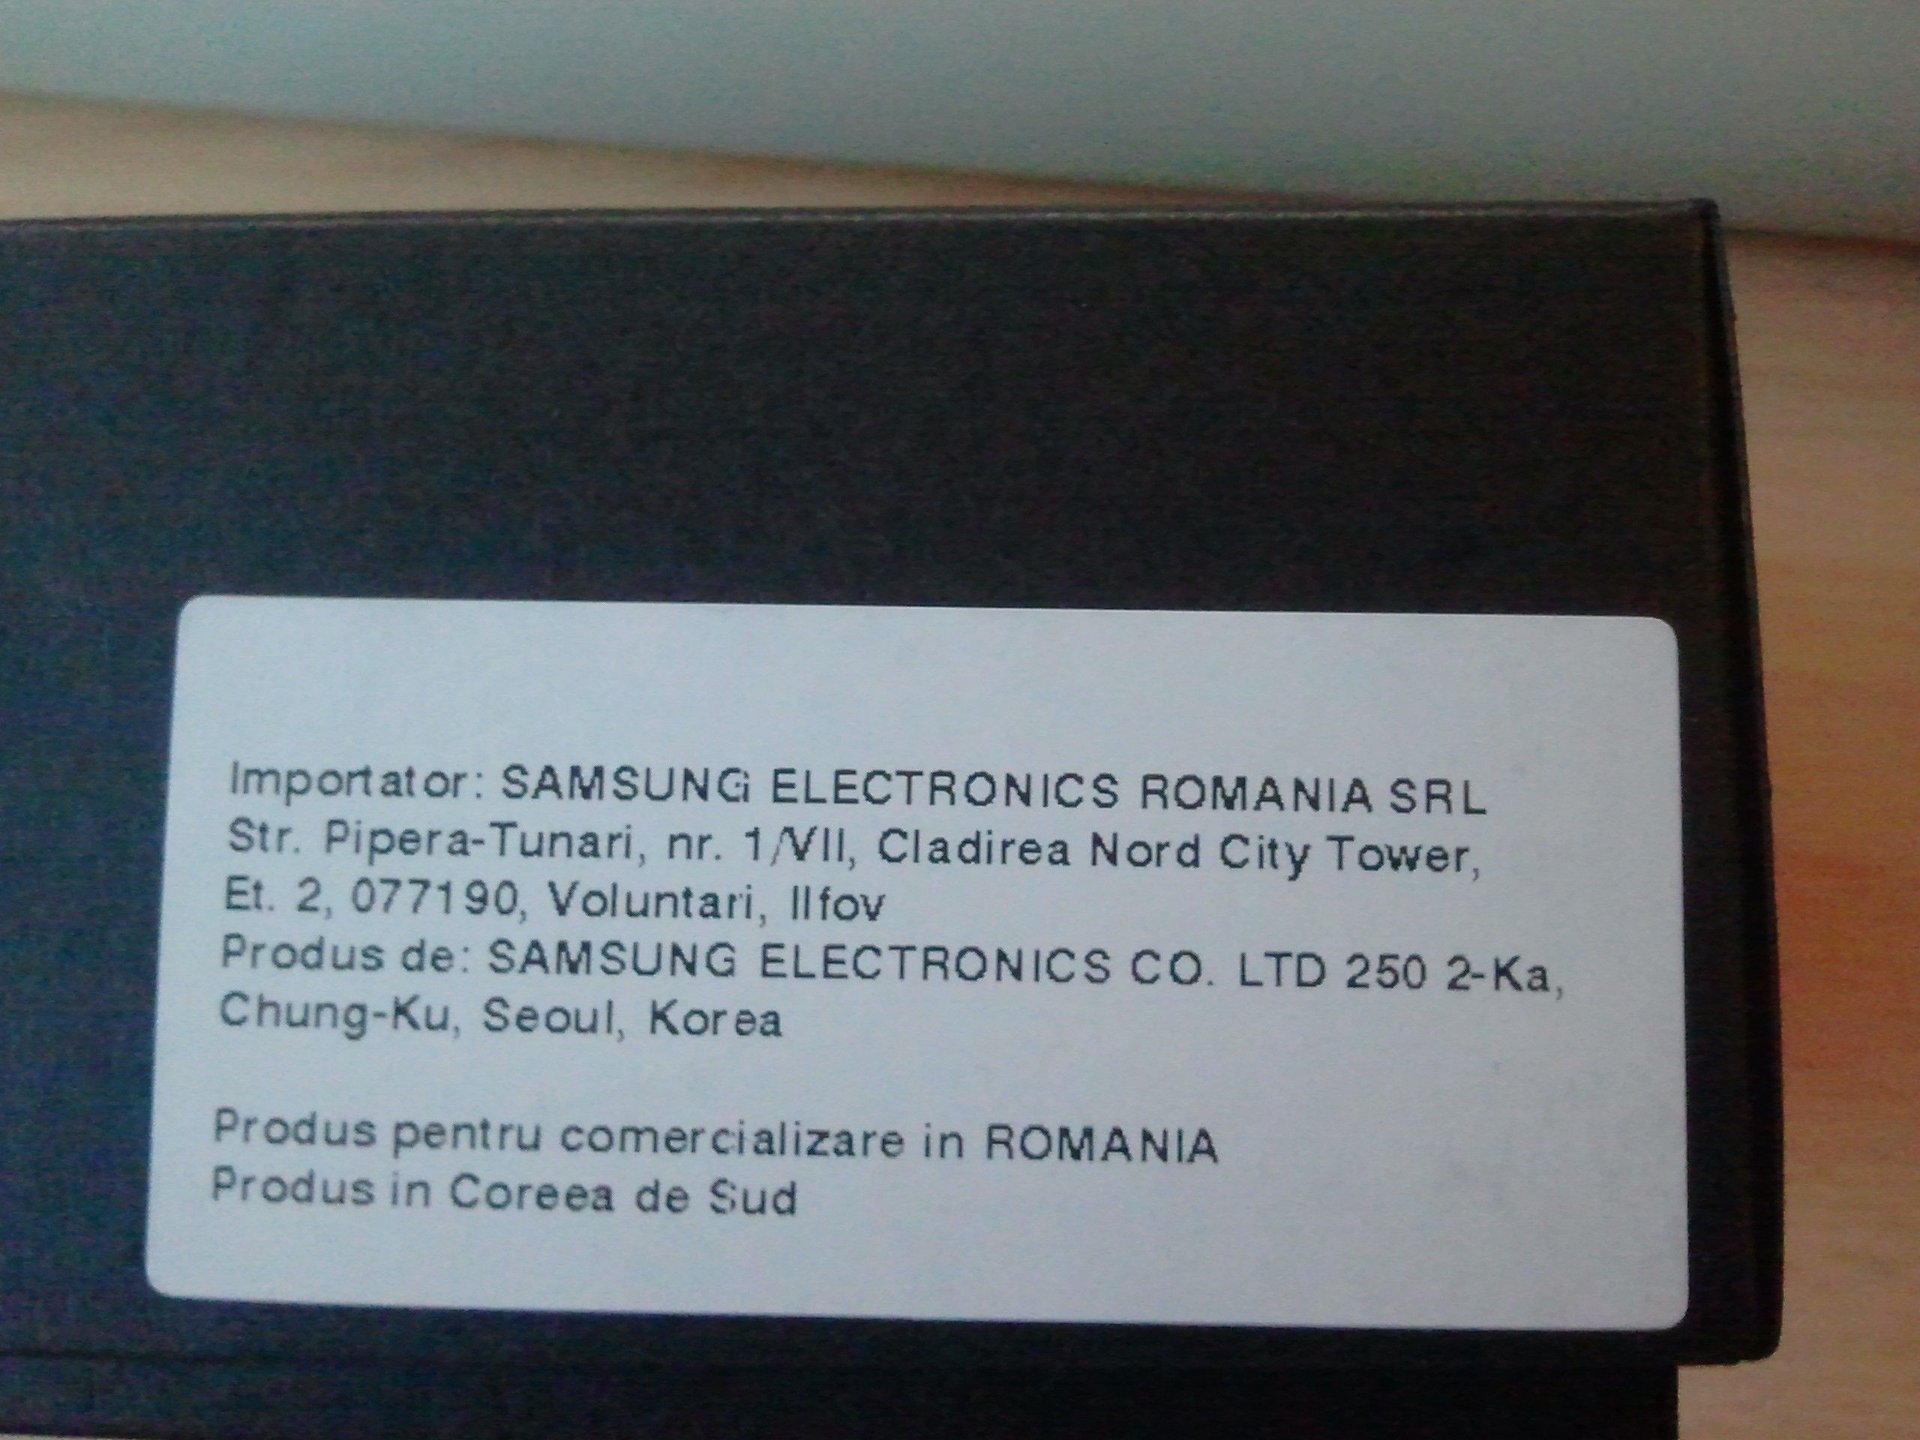 Importator: SAMSUNG ELECTRONICS ROMANIA SRL
Str. Pipera-Tunari, nr. 1/VII, Cladirea Nord City Tower,
Et. 2, 077190, Voluntari, Ilfov
Produs de: SAMSUNG ELECTRONICS CO. LTD 250 2-Ka,
Chung-Ku, Seoul, Korea
Produs pentru comercializare in ROMANIA
Produs in Coreea de Sud